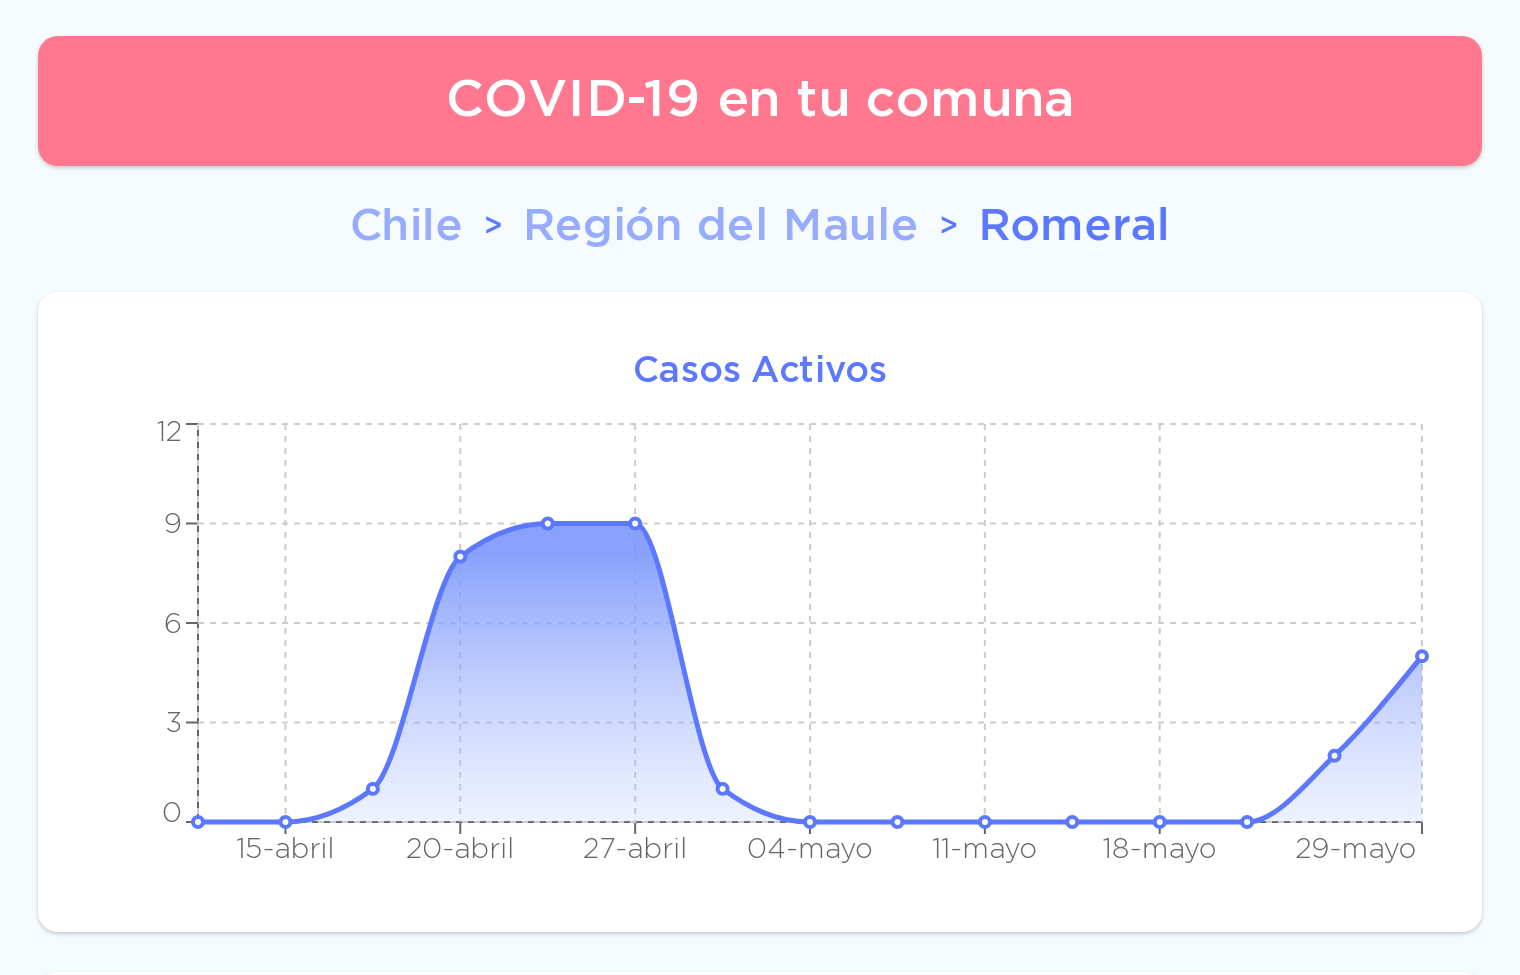 COVID-19 en tu comuna
Chile > Región del Maule > Romeral
Casos Activos
12
9
6
3
0
15-abril 20-abril 27-abril 04-mayo 11-mayo 18-mayo 29-mayo